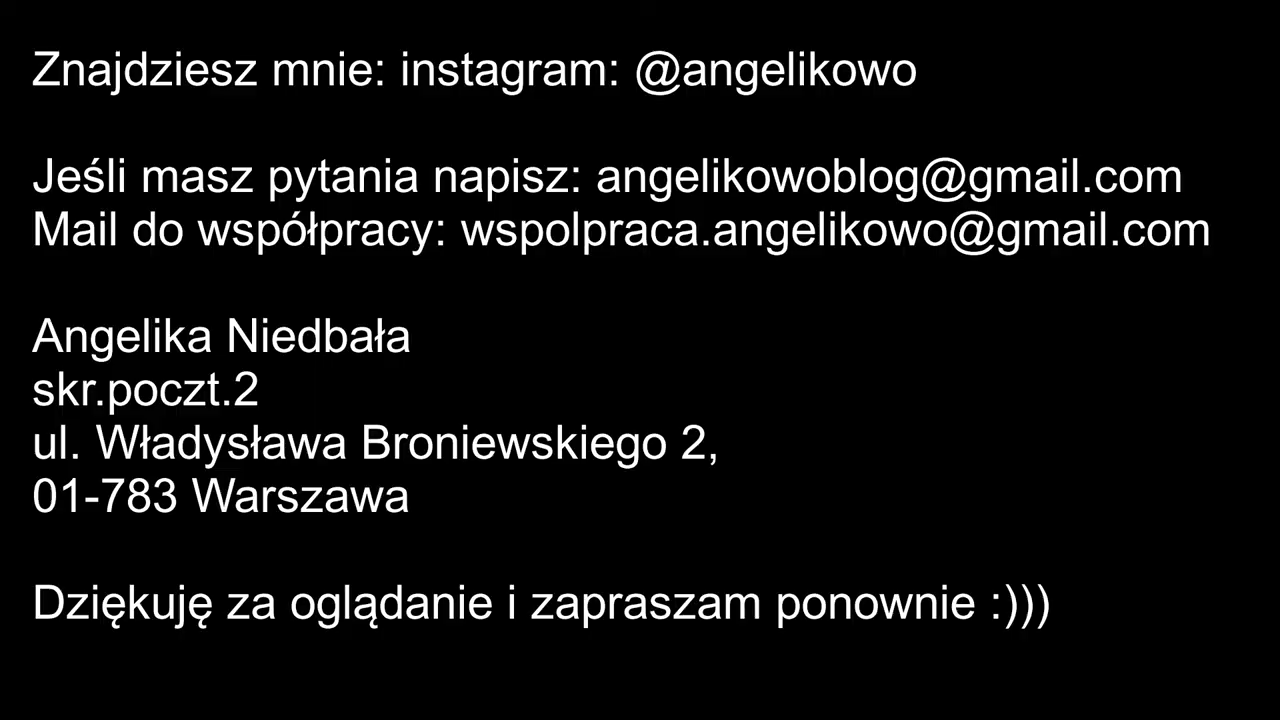 Znajdziesz mnie: instagram: @angelikowo
Jeśli masz pytania napisz: angelikowoblog@gmail.com
Mail do współpracy: wspolpraca.angelikowo@gmail.com
Angelika Niedbała
skr.poczt.2
ul. Władysława Broniewskiego 2,
01-783 Warszawa
Dziękuję za oglądanie i zapraszam ponownie :)))